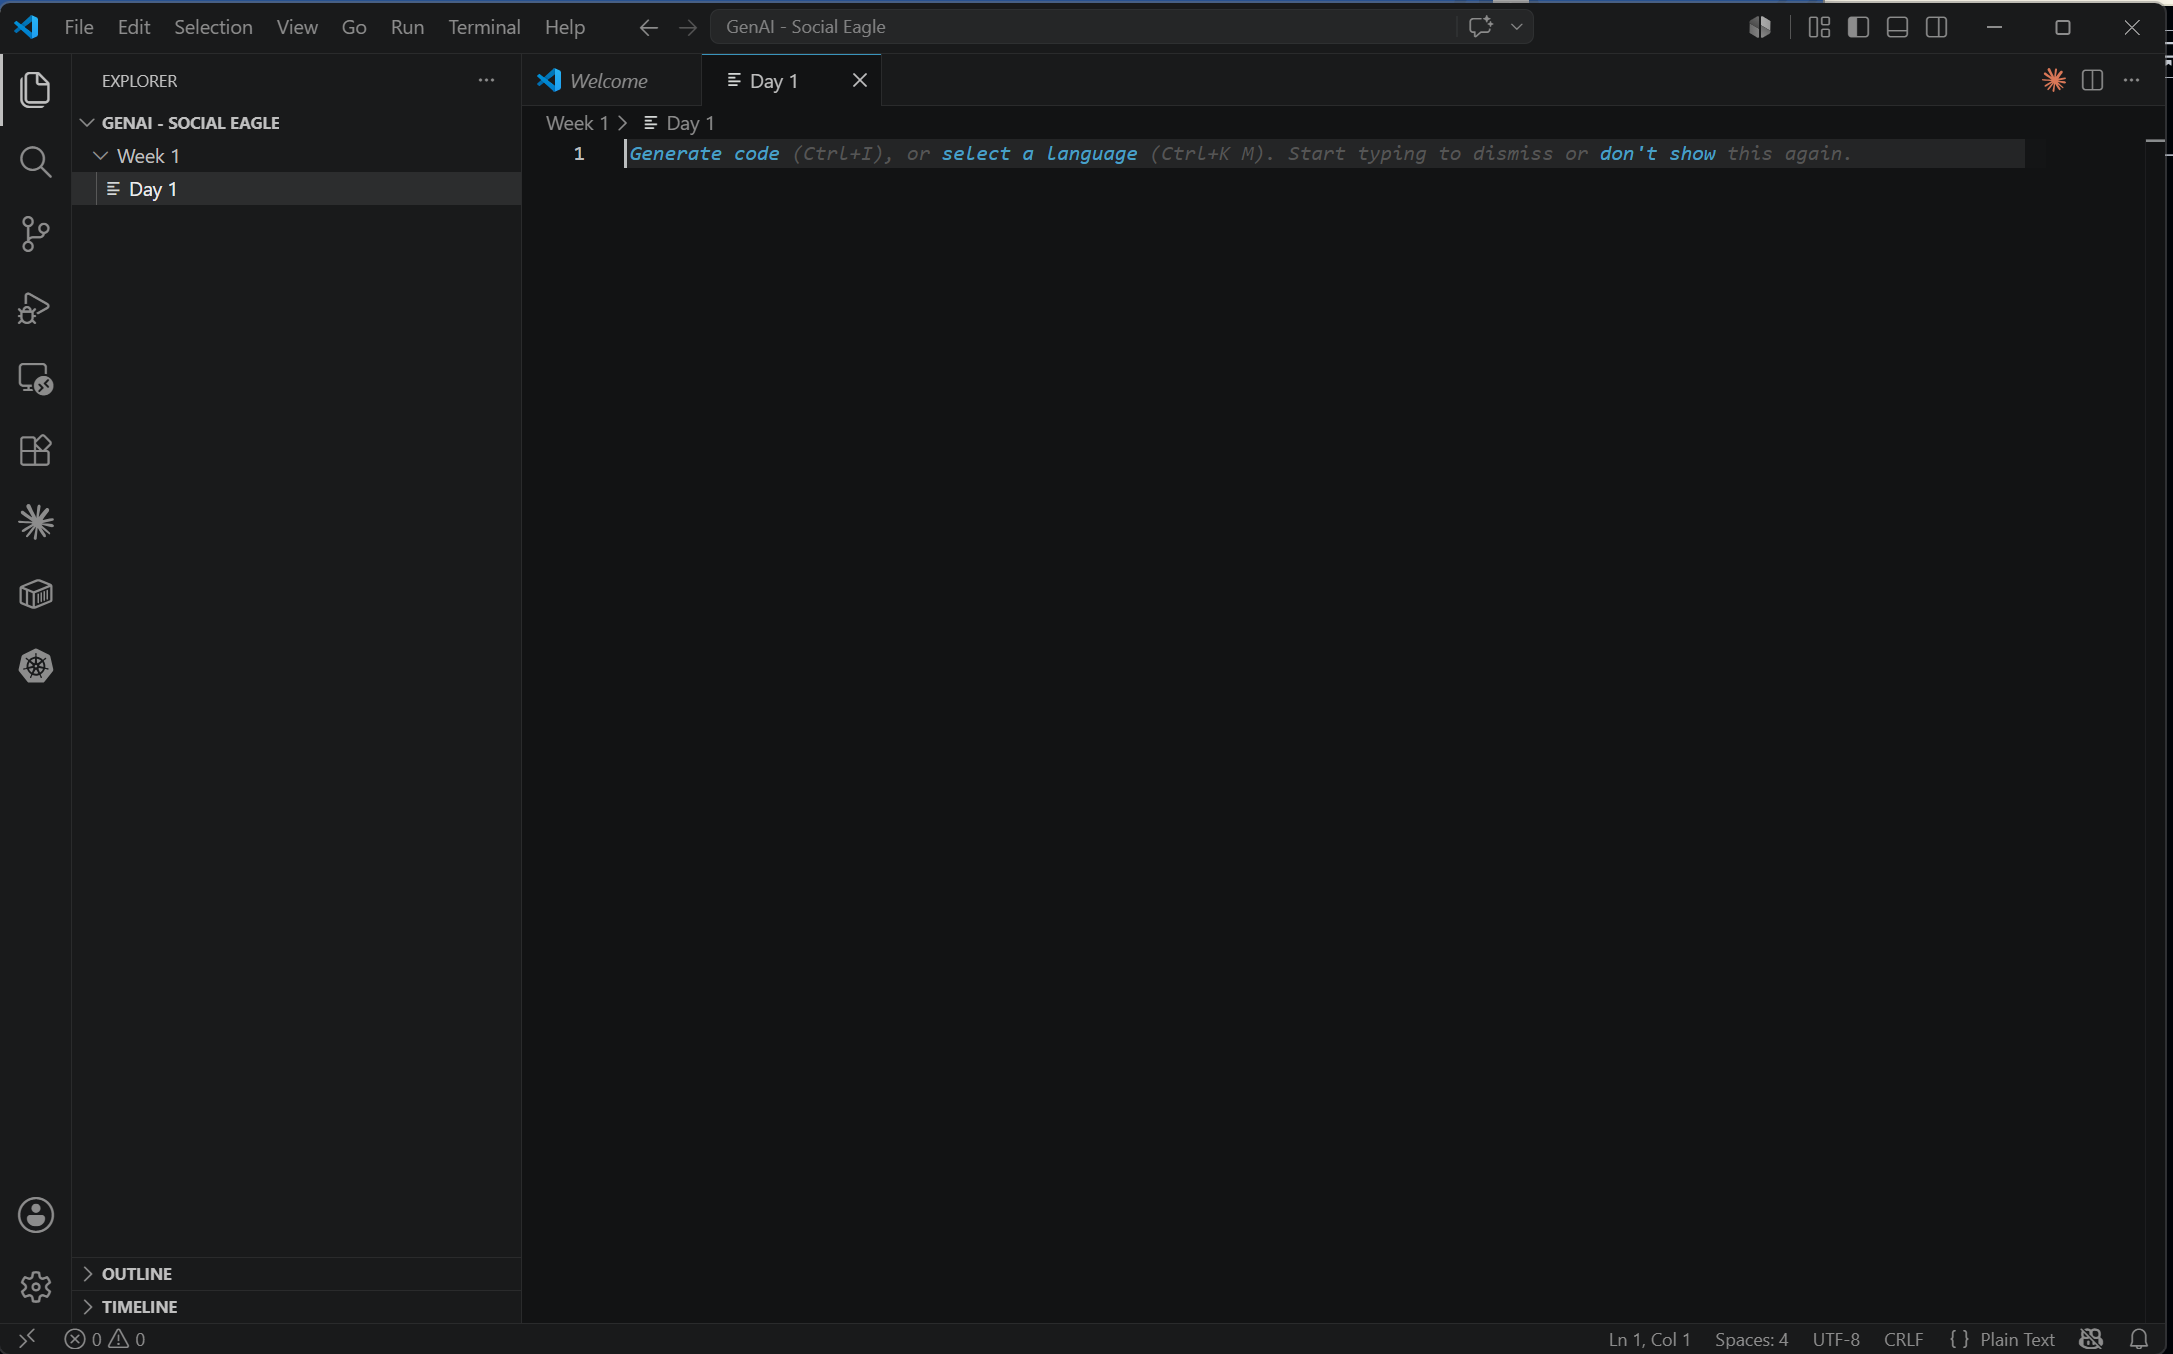 File Edit Selection View Go Run Terminal Help
GenAI - Social Eagle
EXPLORER
GENAI - SOCIAL EAGLE
Week 1
Day 1
OUTLINE
TIMELINE
Welcome
Day 1
Week 1 > Day 1
1 Generate code (Ctrl+I), or select a language (Ctrl+K M). Start typing to dismiss or don't show this again.
0 0
Ln 1, Col 1 Spaces: 4 UTF-8 CRLF {} Plain Text